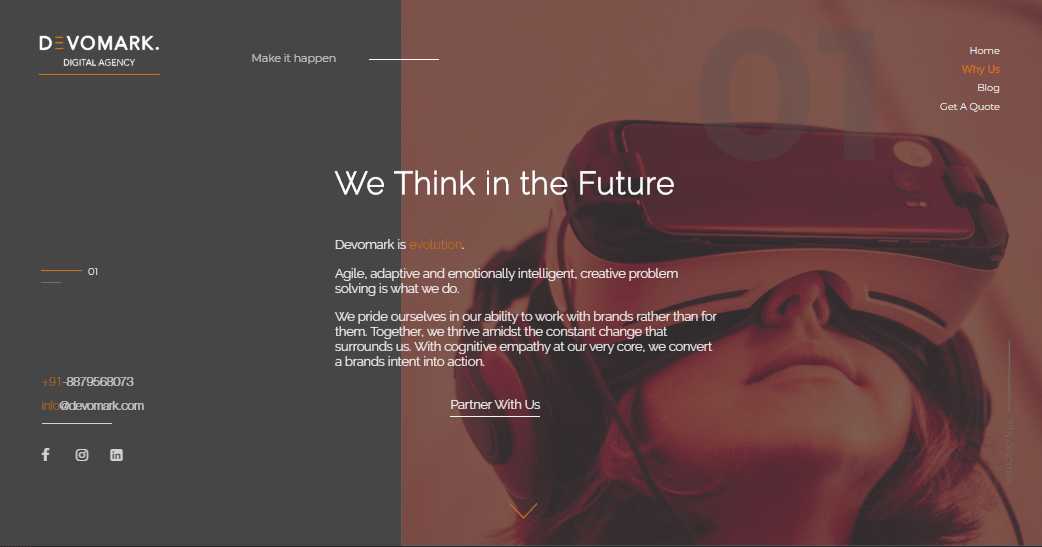 DEVOMARK.
DIGITAL AGENCY
Make it happen
01
Home
Why Us
Blog
Get A Quote
We Think in the Future
Devomark is evolution.
Agile, adaptive and emotionally intelligent, creative problem
solving is what we do.
We pride ourselves in our ability to work with brands rather than for
them. Together, we thrive amidst the constant change that
surrounds us. With cognitive empathy at our very core, we convert
a brands intent into action.
Partner With Us
01
+91-8879568073
info@devomark.com